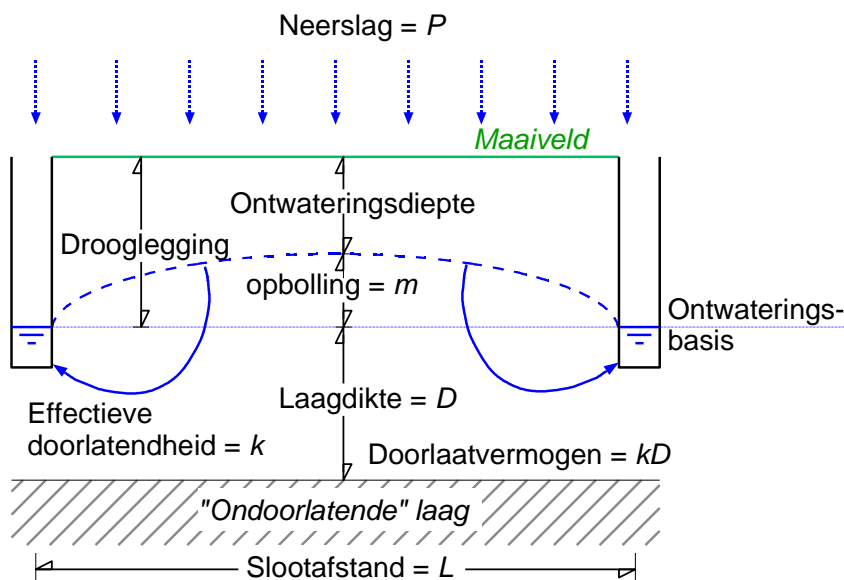 Neerslag = P
Maaiveld
Ontwateringsdiepte
Drooglegging
opbolling = m
Ontwaterings-
basis
Laagdikte = D
Effectieve
doorlatendheid = k
Doorlaatvermogen = kD
"Ondoorlatende" laag
Slootafstand = L